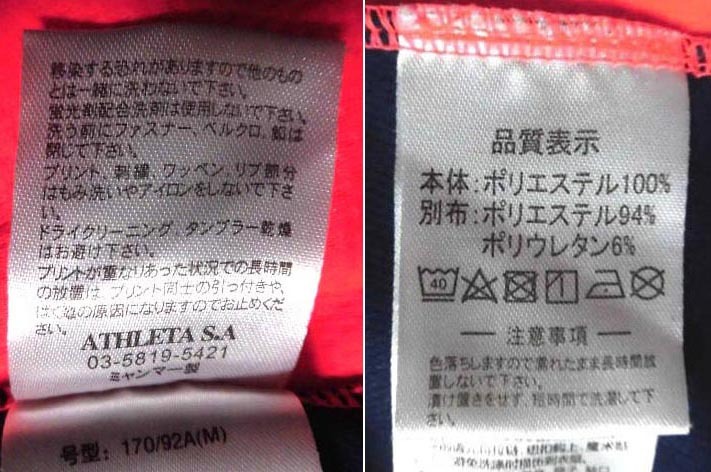 移染する恐れがありますので他のもの
とは一緒に洗わないで下さい。
蛍光剤配合洗剤は使用しないで下さい。
洗う前にファスナー、ベルクロ、釦は
閉じて下さい。
プリント、刺繍、ワッペン、リブ部分
はもみ洗いやアイロンをしないで下さ
い。
ドライクリーニング、タンブラー乾燥
はお避け下さい。
プリントが重なりあった状況での長時間
の放置は、プリント同士の引っ付きや、
はく離の原因になりますのでお止めくだ
さい。
ATHLETA S.A
03-5819-5421
ミャンマー製
号型: 170/92A(M)
品質表示
本体:ポリエステル100%
別布:ポリエステル94%
ポリウレタン6%
40
注意事項
色落ちしますので濡れたまま長時間放
置しないで下さい。
漬け置きをせず、短時間で洗濯して下
さい。